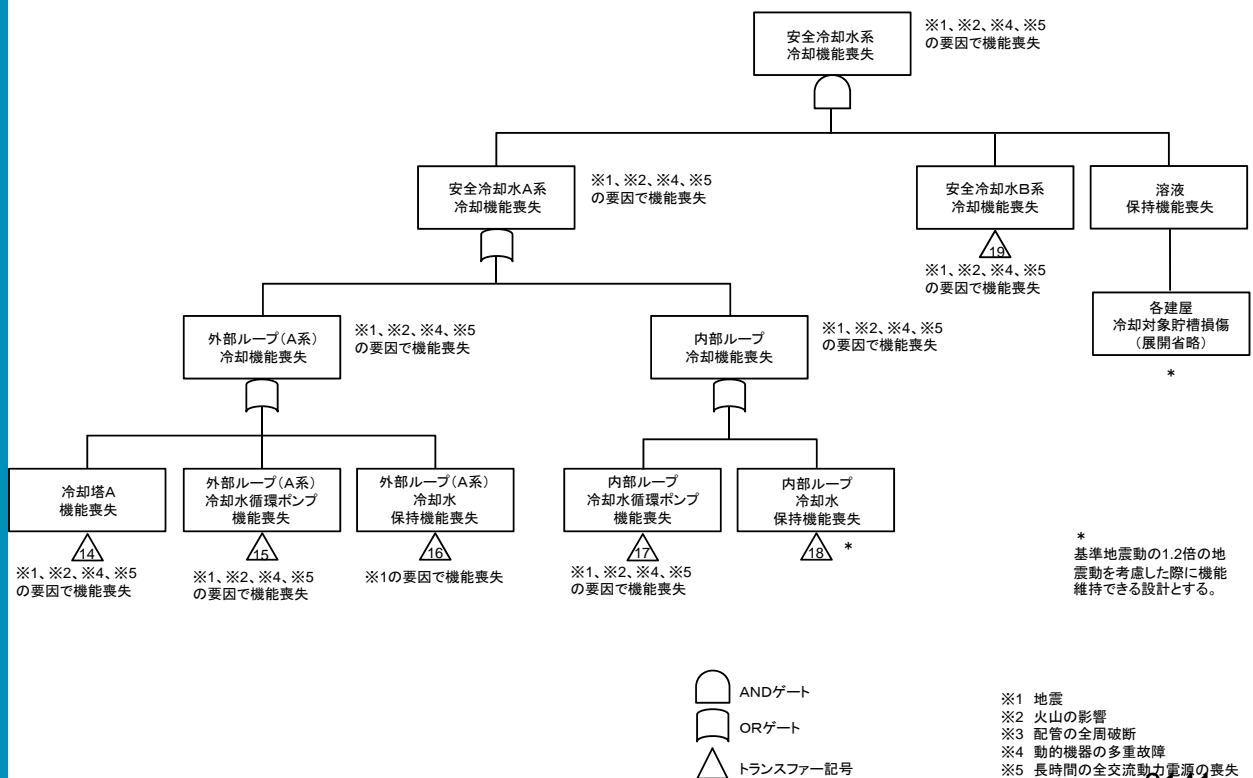 安全冷却水系
冷却機能喪失
※1、※2、※4、※5
の要因で機能喪失
安全冷却水A系
冷却機能喪失
※1、※2、※4、※5
の要因で機能喪失
安全冷却水B系
冷却機能喪失
19
※1、※2、※4、※5
の要因で機能喪失
溶液
保持機能喪失
各建屋
冷却対象貯槽損傷
(展開省略)
*
外部ループ(A系)
冷却機能喪失
※1、※2、※4、※5
の要因で機能喪失
内部ループ
冷却機能喪失
※1、※2、※4、※5
の要因で機能喪失
冷却塔A
機能喪失
14
※1、※2、※4、※5
の要因で機能喪失
外部ループ(A系)
冷却水循環ポンプ
機能喪失
15
※1、※2、※4、※5
の要因で機能喪失
外部ループ(A系)
冷却水
保持機能喪失
16
※1の要因で機能喪失
内部ループ
冷却水循環ポンプ
機能喪失
17
※1、※2、※4、※5
の要因で機能喪失
内部ループ
冷却水
保持機能喪失
18 *
*
基準地震動の1.2倍の地
震動を考慮した際に機能
維持できる設計とする。
ANDゲート
ORゲート
トランスファー記号
※1 地震
※2 火山の影響
※3 配管の全周破断
※4 動的機器の多重故障
※5 長時間の全交流動力電源の喪失